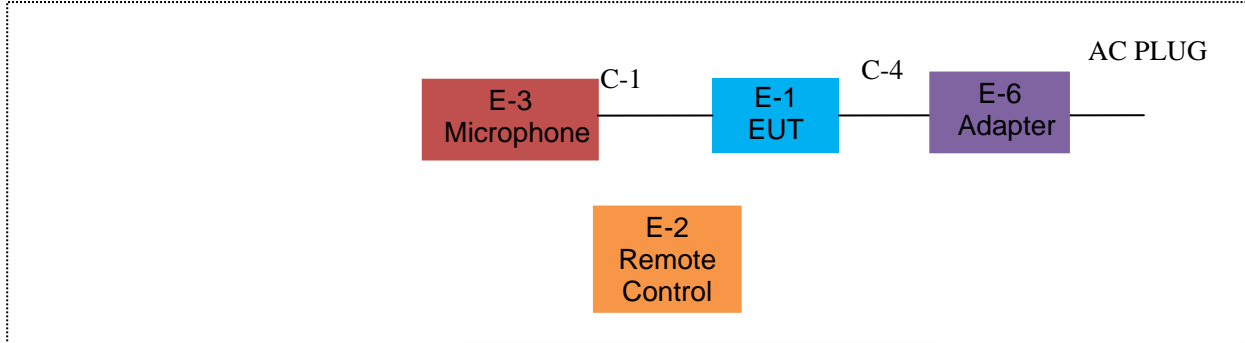 AC PLUG
C-1
C-4
E-3
Microphone
E-1
EUT
E-6
Adapter
E-2
Remote
Control